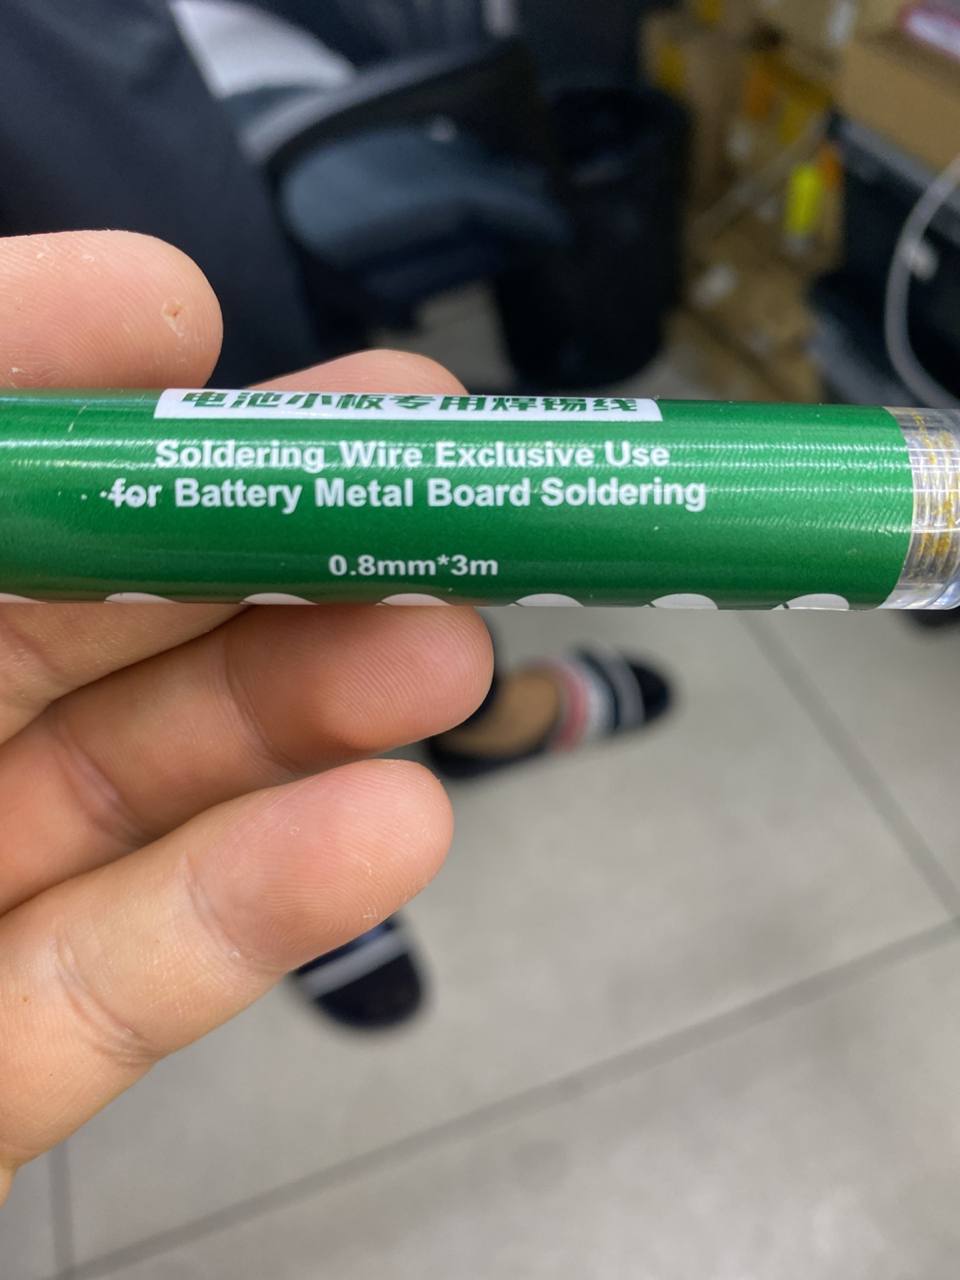 电池小板专用焊锡线
Soldering Wire Exclusive Use
for Battery Metal Board Soldering
0.8mm*3m